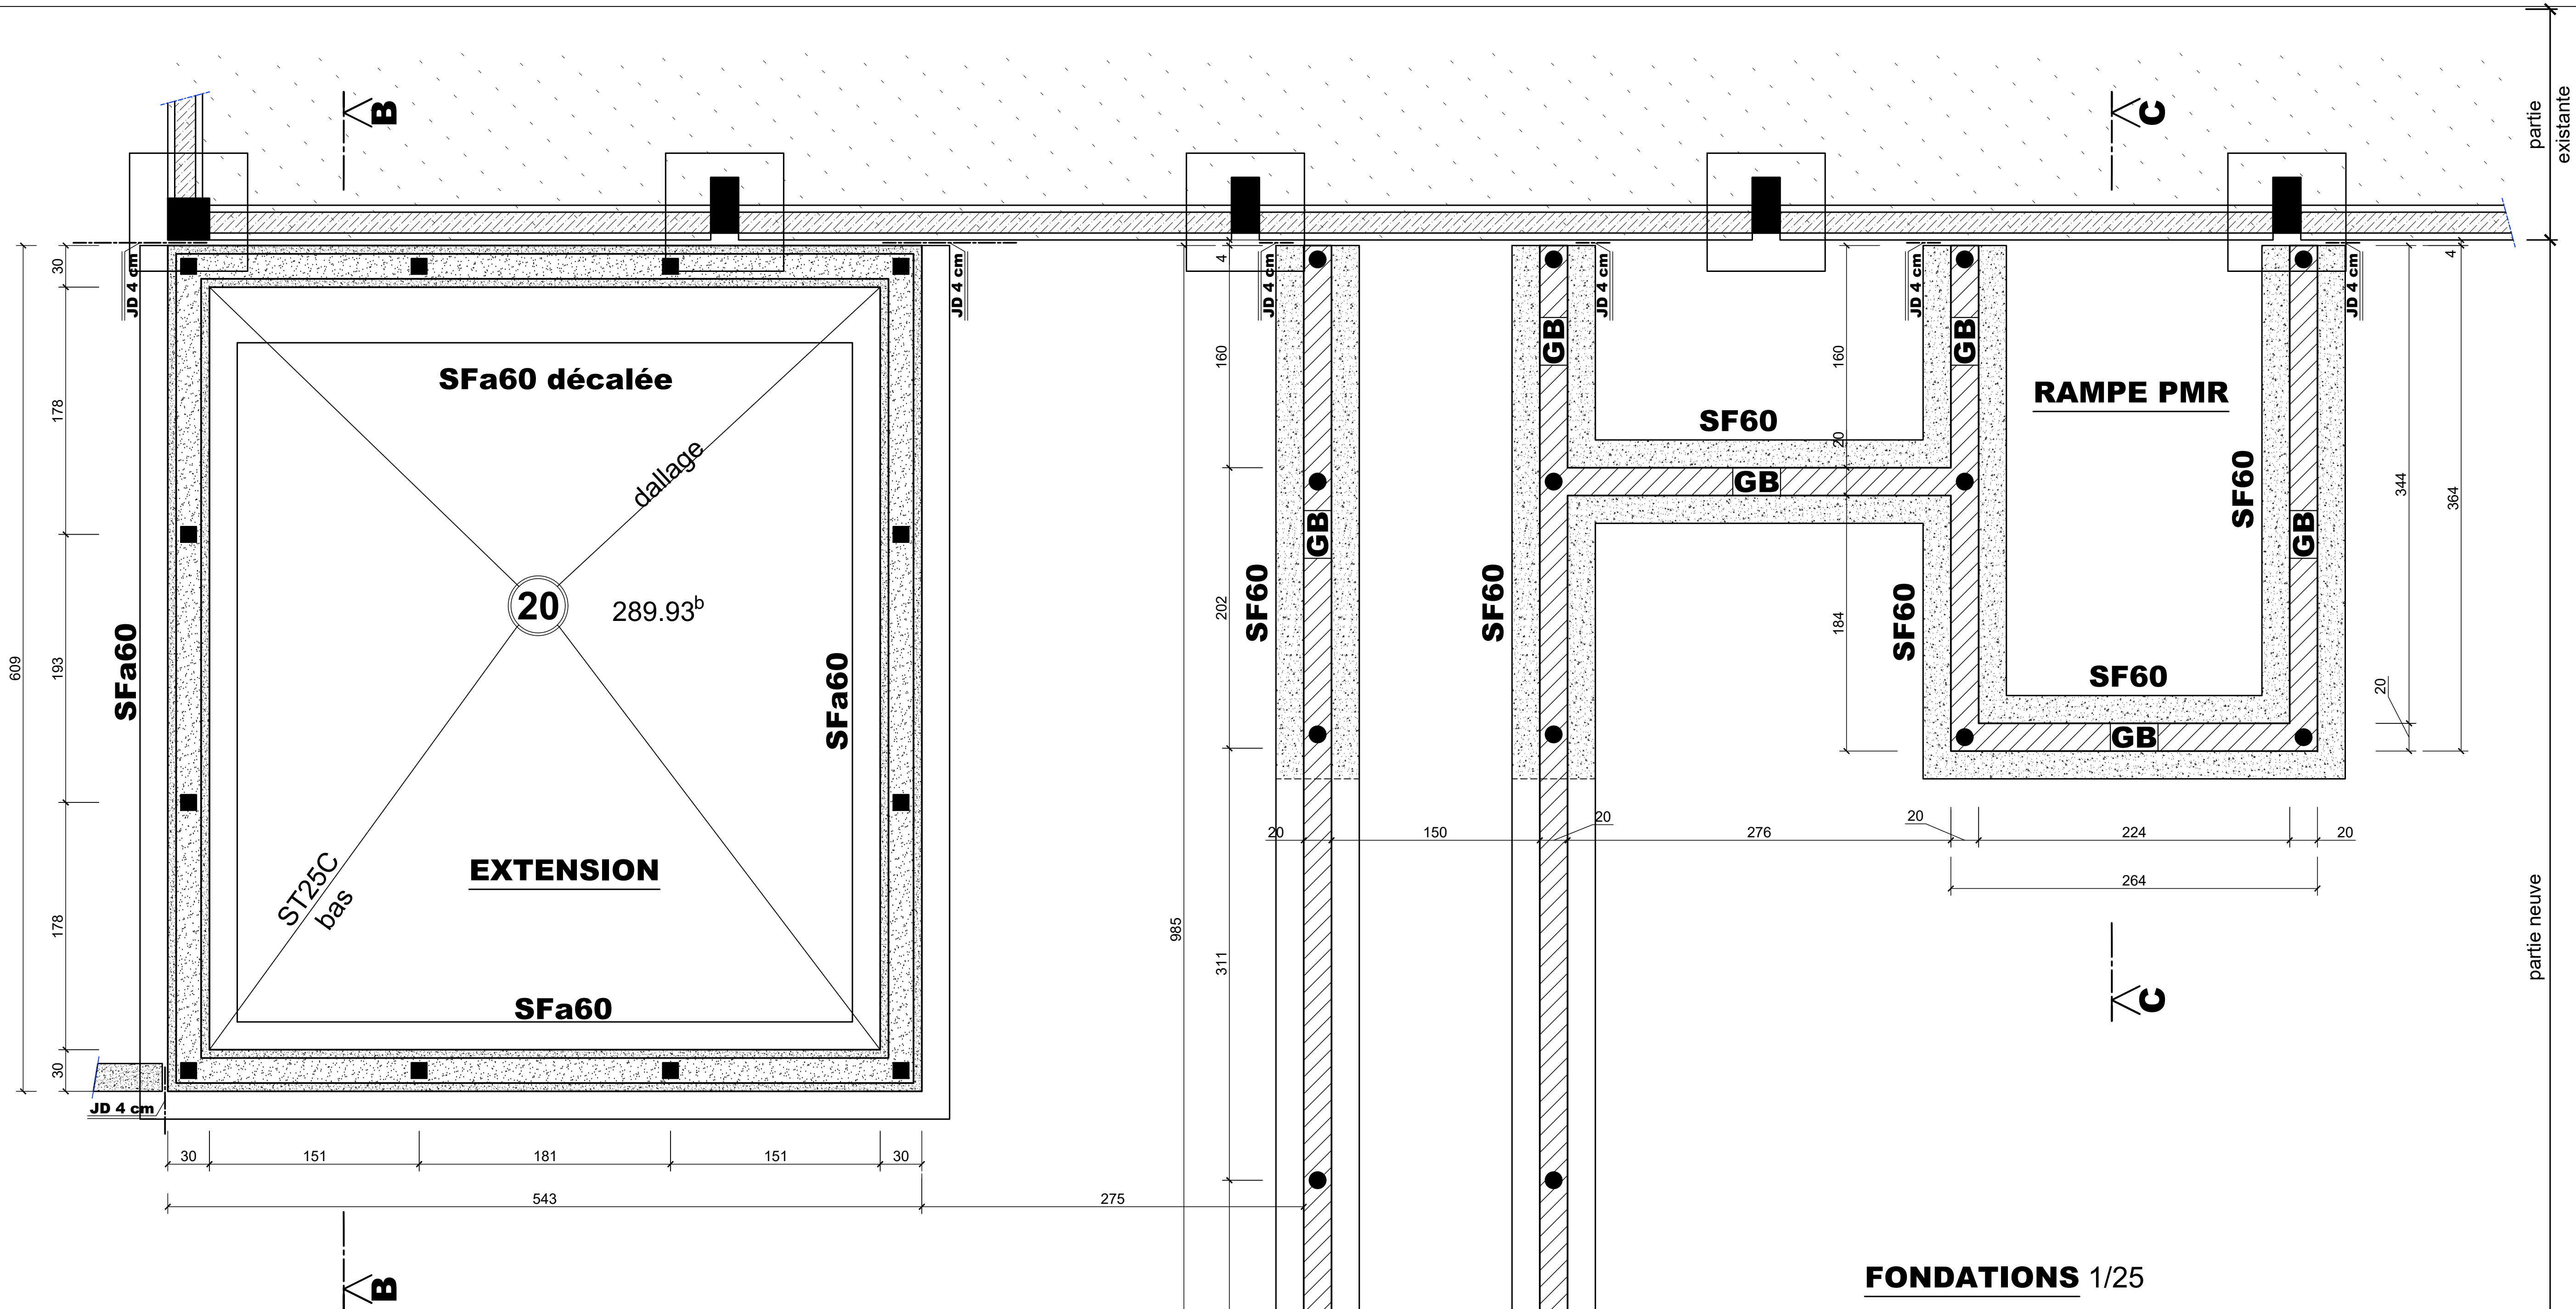 partie
existante
B
C
JD 4 cm
JD 4 cm
JD 4 cm
JD 4 cm
JD 4 cm
JD 4 cm
30
178
193
178
30
609
SFa60 décalée
dallage
20
289.93b
SFa60
SFa60
ST25C
bas
EXTENSION
SFa60
JD 4 cm
30
151
181
151
30
543
275
B
4
160
202
311
985
SF60
GB
SF60
GB
SF60
GB
160
20
184
GB
SF60
RAMPE PMR
SF60
GB
SF60
GB
4
344
20
364
20
150
20
276
20
224
20
264
C
partie neuve
FONDATIONS 1/25